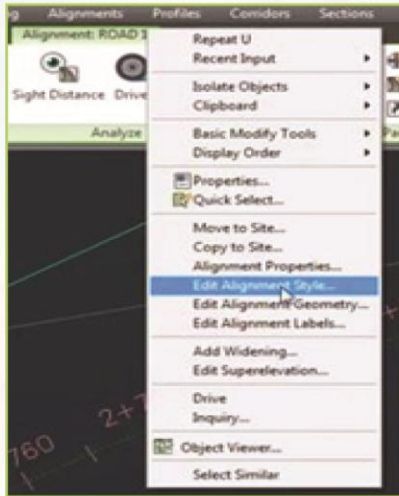 Alignments Profiles Corridors Sections
Alignment: ROAD 1
Sight Distance Drive
Analyze
Repeat U
Recent Input
Isolate Objects
Clipboard
Basic Modify Tools
Display Order
Properties...
Quick Select...
Move to Site...
Copy to Site...
Alignment Properties...
Edit Alignment Style...
Edit Alignment Geometry...
Edit Alignment Labels...
Add Widening...
Edit Superelevation...
Drive
Inquiry...
Object Viewer...
Select Similar
760